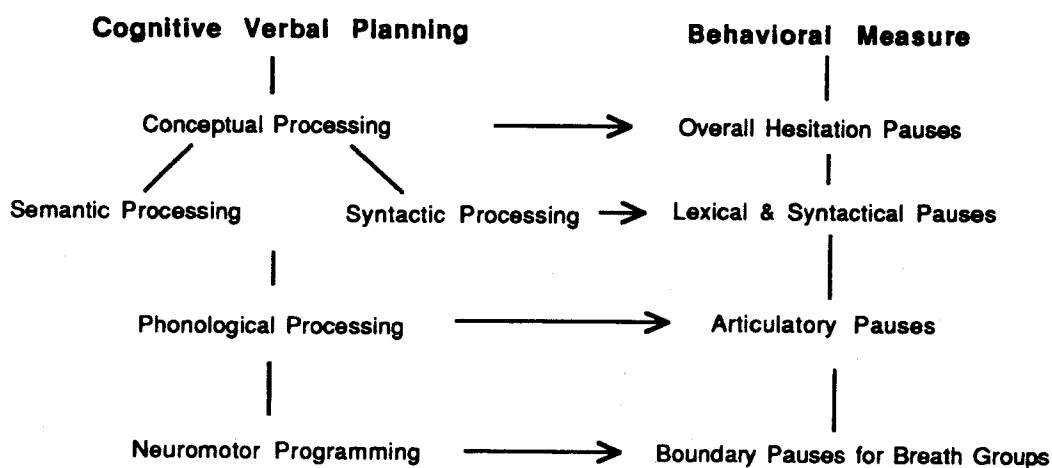 Cognitive Verbal Planning Behavioral Measure
Conceptual Processing Overall Hesitation Pauses
Semantic Processing Syntactic Processing Lexical & Syntactical Pauses
Phonological Processing Articulatory Pauses
Neuromotor Programming Boundary Pauses for Breath Groups